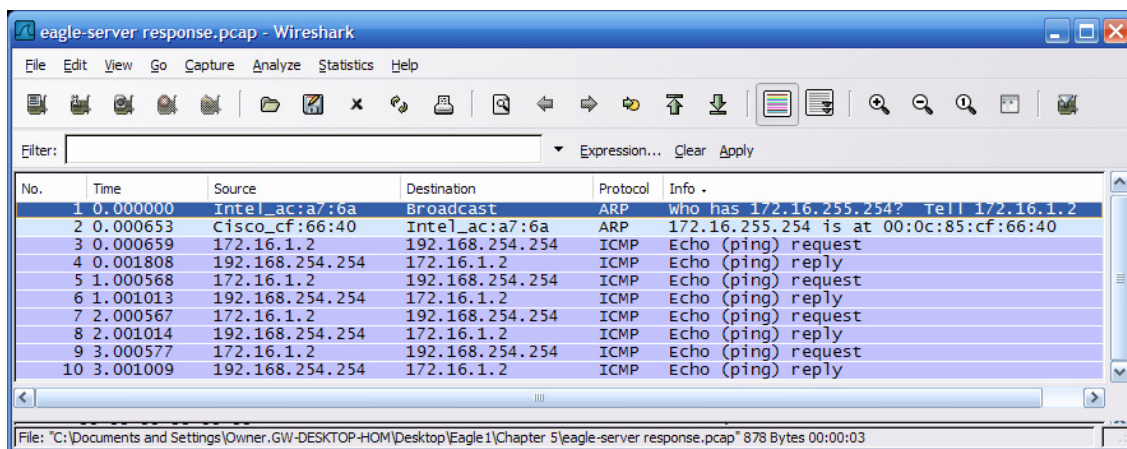 eagle-server response.pcap - Wireshark
File Edit View Go Capture Analyze Statistics Help
Filter: Expression... Clear Apply
No. Time Source Destination Protocol Info
1 0.000000 Intel_ac:a7:6a Broadcast ARP Who has 172.16.255.254? Tell 172.16.1.2
2 0.000653 Cisco_cf:66:40 Intel_ac:a7:6a ARP 172.16.255.254 is at 00:0c:85:cf:66:40
3 0.000659 172.16.1.2 192.168.254.254 ICMP Echo (ping) request
4 0.001808 192.168.254.254 172.16.1.2 ICMP Echo (ping) reply
5 1.000568 172.16.1.2 192.168.254.254 ICMP Echo (ping) request
6 1.001013 192.168.254.254 172.16.1.2 ICMP Echo (ping) reply
7 2.000567 172.16.1.2 192.168.254.254 ICMP Echo (ping) request
8 2.001014 192.168.254.254 172.16.1.2 ICMP Echo (ping) reply
9 3.000577 172.16.1.2 192.168.254.254 ICMP Echo (ping) request
10 3.001009 192.168.254.254 172.16.1.2 ICMP Echo (ping) reply
File: "C:\Documents and Settings\Owner.GW-DESKTOP-HOM\Desktop\Eagle1\Chapter 5\eagle-server response.pcap" 878 Bytes 00:00:03